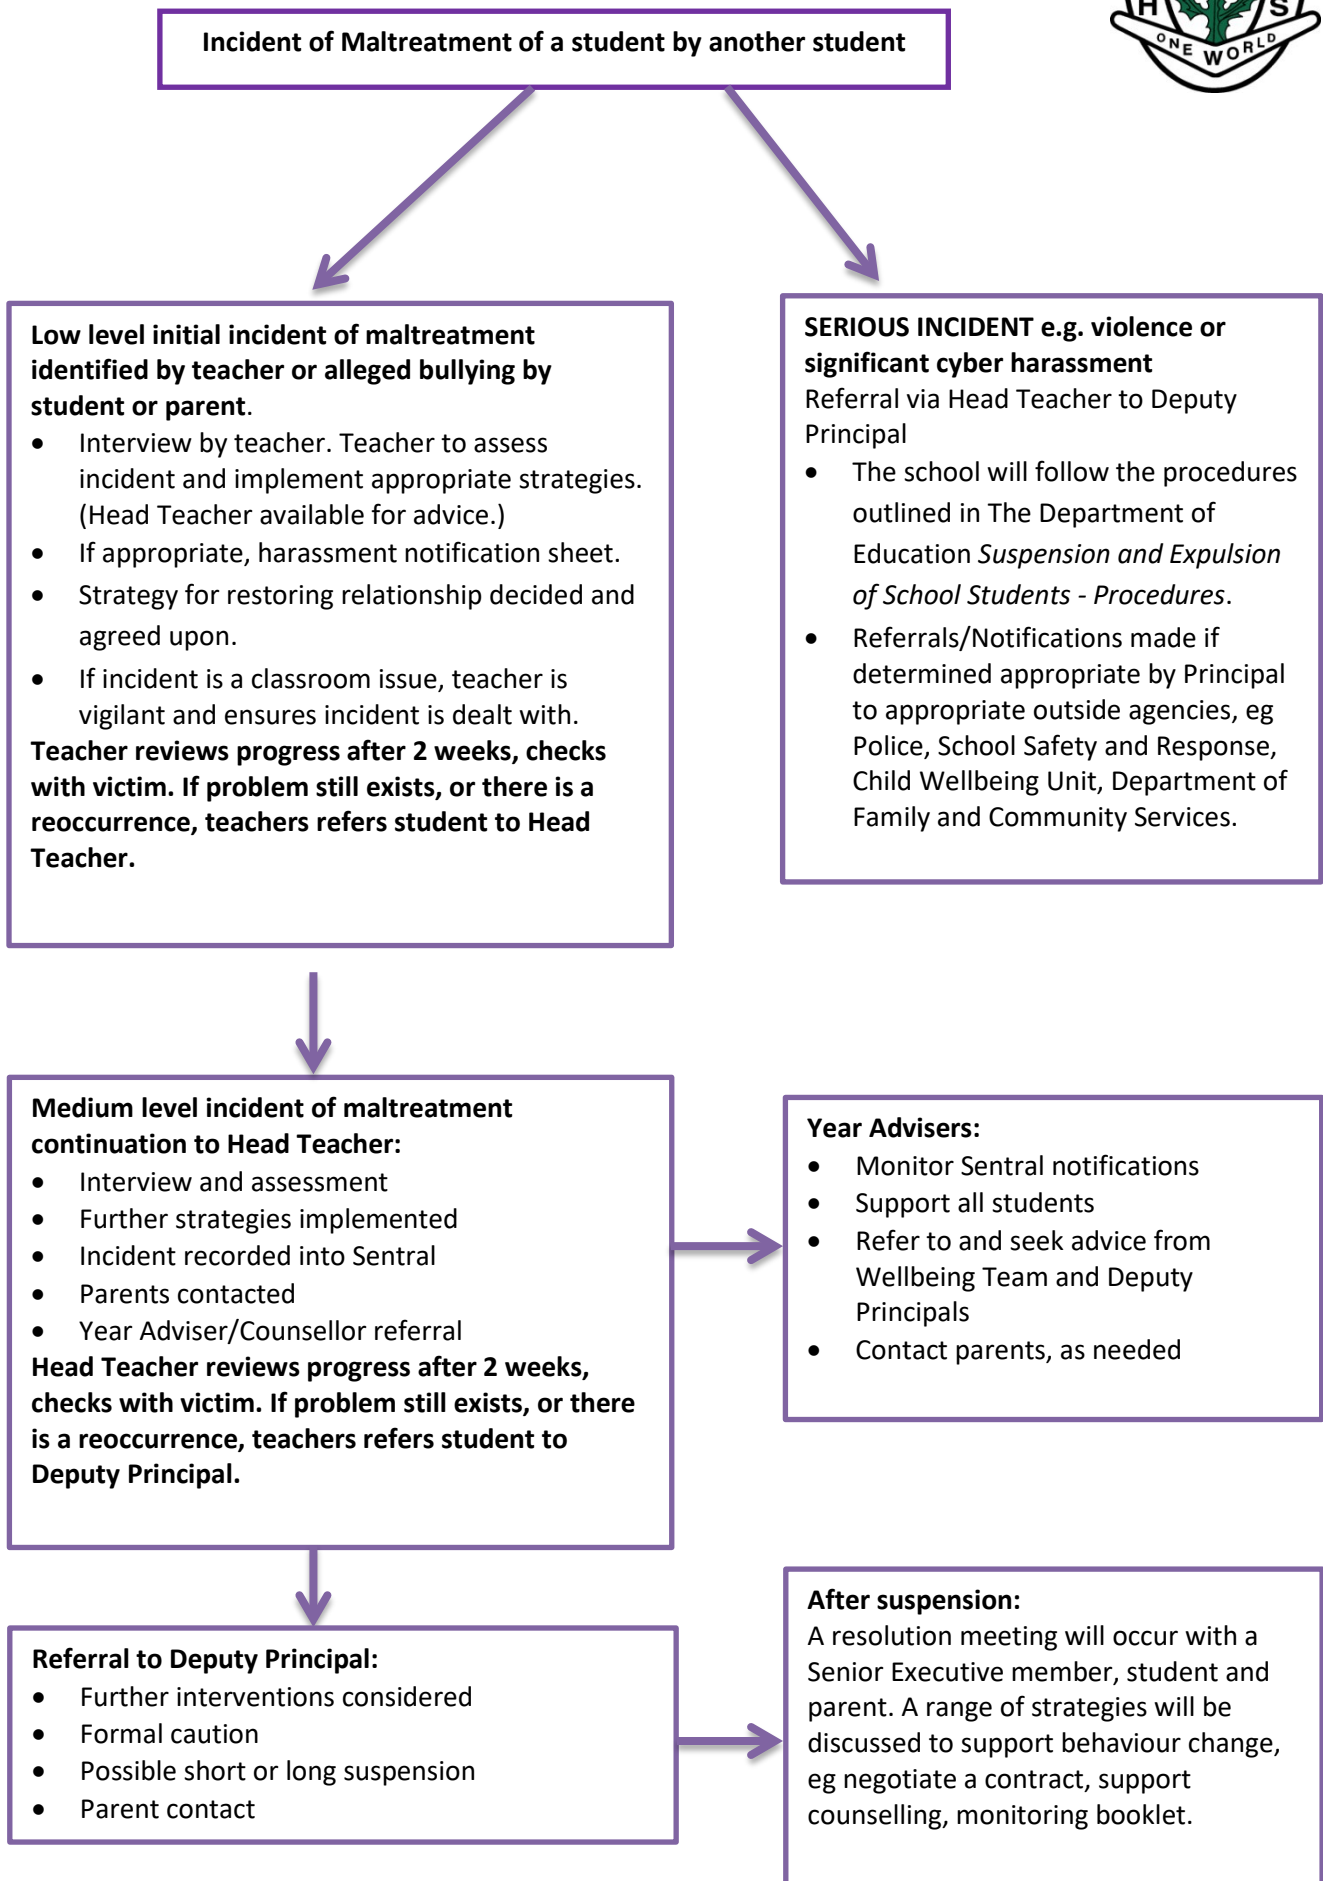 H S
ONE WORLD
Incident of Maltreatment of a student by another student
Low level initial incident of maltreatment
identified by teacher or alleged bullying by
student or parent.
• Interview by teacher. Teacher to assess
incident and implement appropriate strategies.
(Head Teacher available for advice.)
• If appropriate, harassment notification sheet.
• Strategy for restoring relationship decided and
agreed upon.
• If incident is a classroom issue, teacher is
vigilant and ensures incident is dealt with.
Teacher reviews progress after 2 weeks, checks
with victim. If problem still exists, or there is a
reoccurrence, teachers refers student to Head
Teacher.
SERIOUS INCIDENT e.g. violence or
significant cyber harassment
Referral via Head Teacher to Deputy
Principal
• The school will follow the procedures
outlined in The Department of
Education Suspension and Expulsion
of School Students - Procedures.
• Referrals/Notifications made if
determined appropriate by Principal
to appropriate outside agencies, eg
Police, School Safety and Response,
Child Wellbeing Unit, Department of
Family and Community Services.
Medium level incident of maltreatment
continuation to Head Teacher:
• Interview and assessment
• Further strategies implemented
• Incident recorded into Sentral
• Parents contacted
• Year Adviser/Counsellor referral
Head Teacher reviews progress after 2 weeks,
checks with victim. If problem still exists, or there
is a reoccurrence, teachers refers student to
Deputy Principal.
Year Advisers:
• Monitor Sentral notifications
• Support all students
• Refer to and seek advice from
Wellbeing Team and Deputy
Principals
• Contact parents, as needed
Referral to Deputy Principal:
• Further interventions considered
• Formal caution
• Possible short or long suspension
• Parent contact
After suspension:
A resolution meeting will occur with a
Senior Executive member, student and
parent. A range of strategies will be
discussed to support behaviour change,
eg negotiate a contract, support
counselling, monitoring booklet.